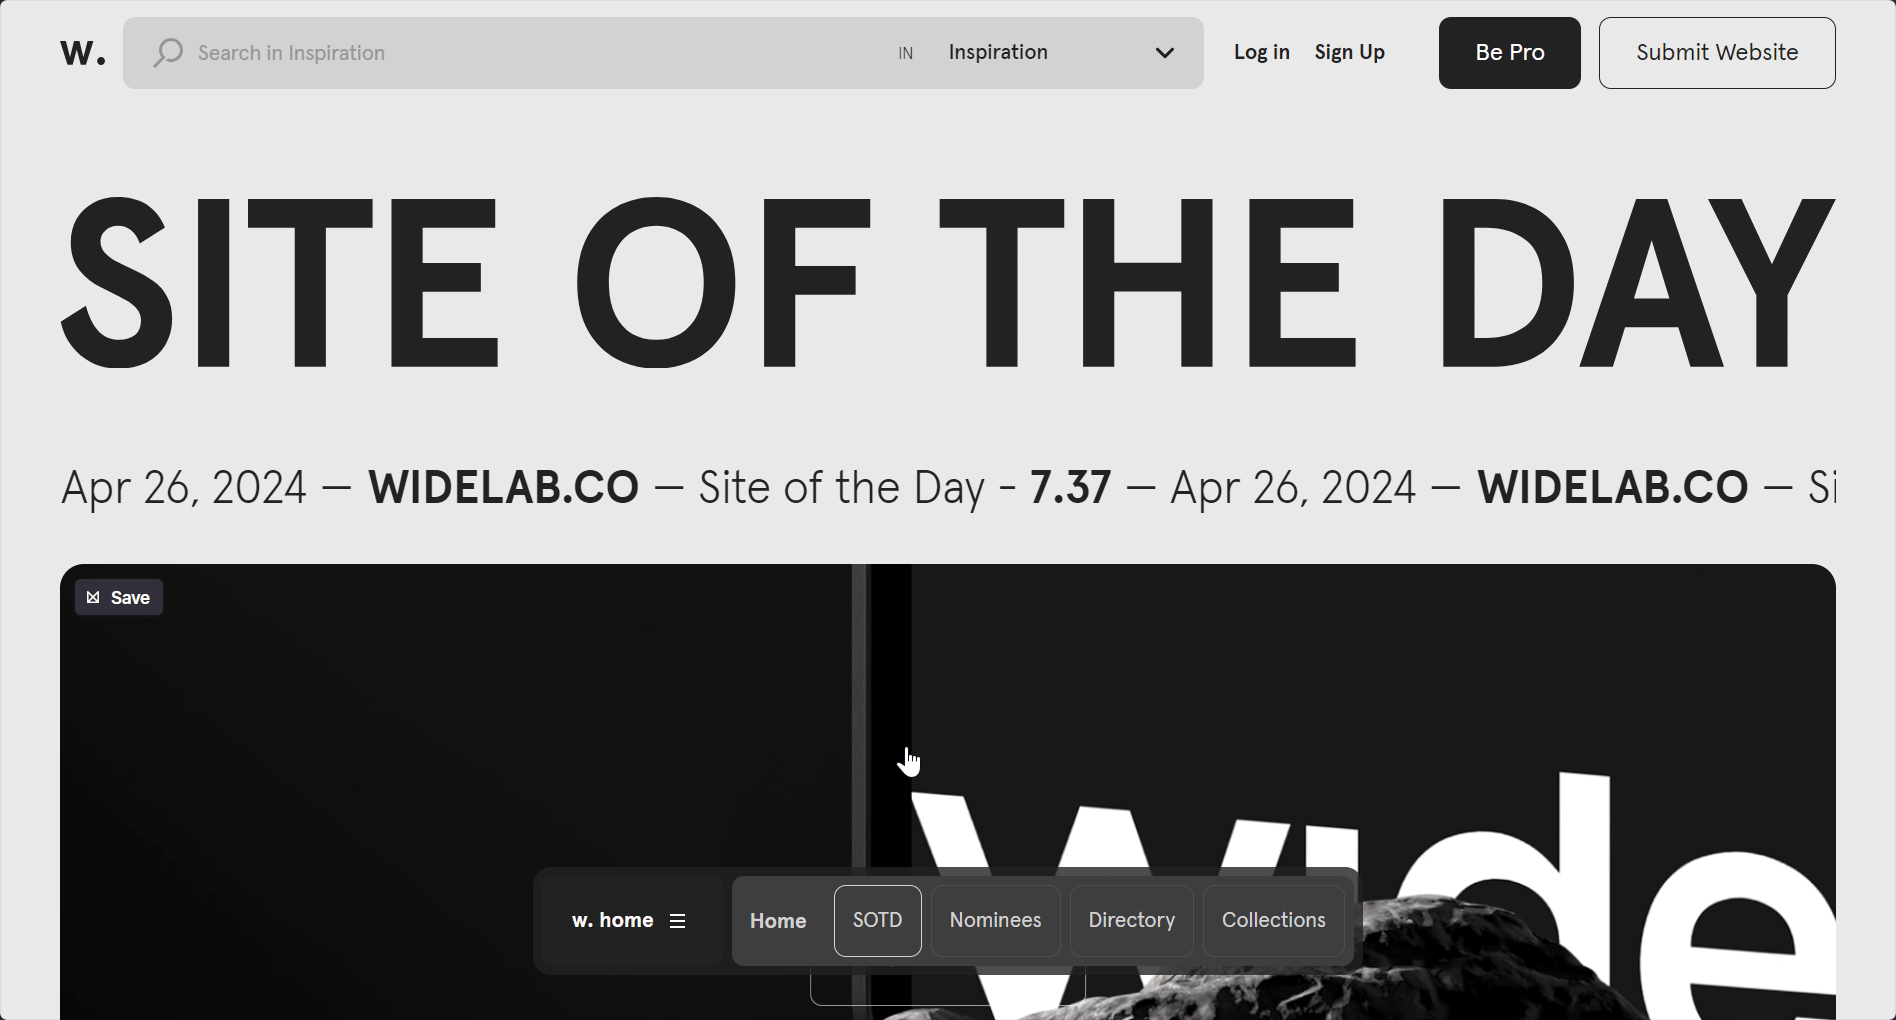 w. Search in Inspiration IN Inspiration Log in Sign Up Be Pro Submit Website
SITE OF THE DAY
Apr 26, 2024 — WIDELAB.CO — Site of the Day - 7.37 — Apr 26, 2024 — WIDELAB.CO — Si
Save
wide
w. home Home SOTD Nominees Directory Collections